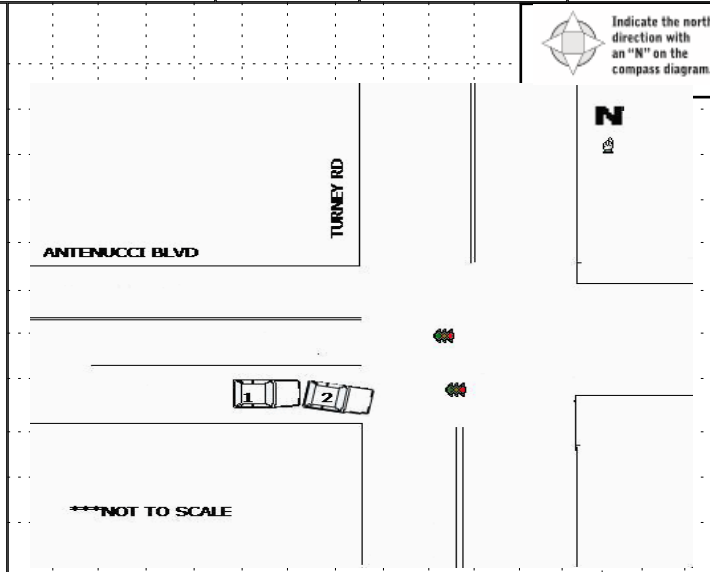 Indicate the north
direction with
an "N" on the
compass diagram.
N
TURNEY RD
ANTENUCCI BLVD
1
2
***NOT TO SCALE